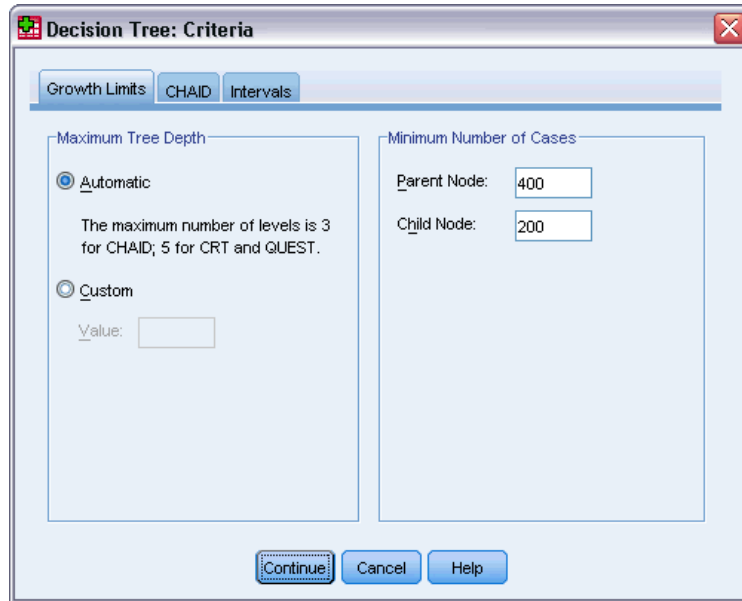 Decision Tree: Criteria
Growth Limits CHAID Intervals
Maximum Tree Depth
Automatic
The maximum number of levels is 3
for CHAID; 5 for CRT and QUEST.
Custom
Value:
Minimum Number of Cases
Parent Node: 400
Child Node: 200
Continue Cancel Help